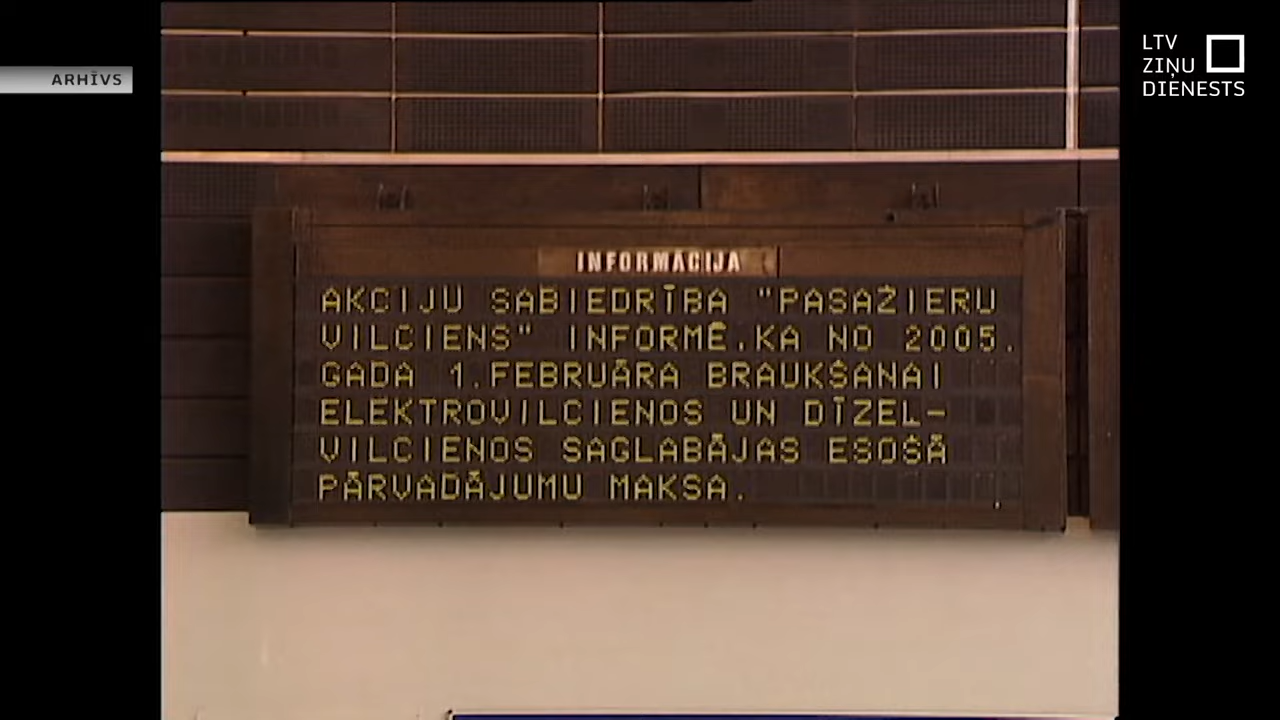 ARHĪVS
LTV
ZIŅU
DIENESTS
INFORMĀCIJA
AKCIJU SABIEDRĪBA "PASAŽIERU
VILCIENS" INFORMĒ,KA NO 2005.
GADA 1.FEBRUĀRA BRAUKŠANAI
ELEKTROVILCIENOS UN DĪZEĻ-
VILCIENOS SAGLABĀJAS ESOŠĀ
PĀRVADĀJUMU MAKSA.